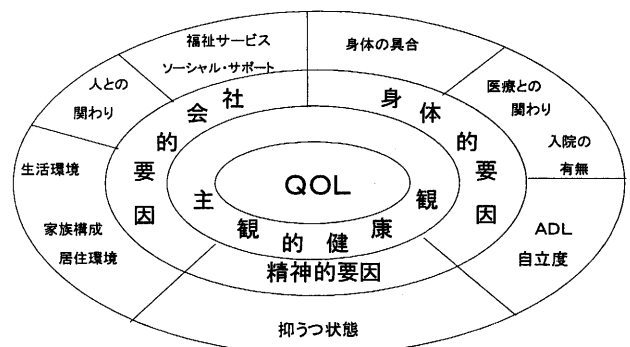 福祉サービス
ソーシャル・サポート
身体の具合
人との
関わり
医療との
関わり
入院の
有無
生活環境
家族構成
居住環境
ADL
自立度
抑うつ状態
会社的要因
身体的要因
精神的要因
主観的健康観
QOL